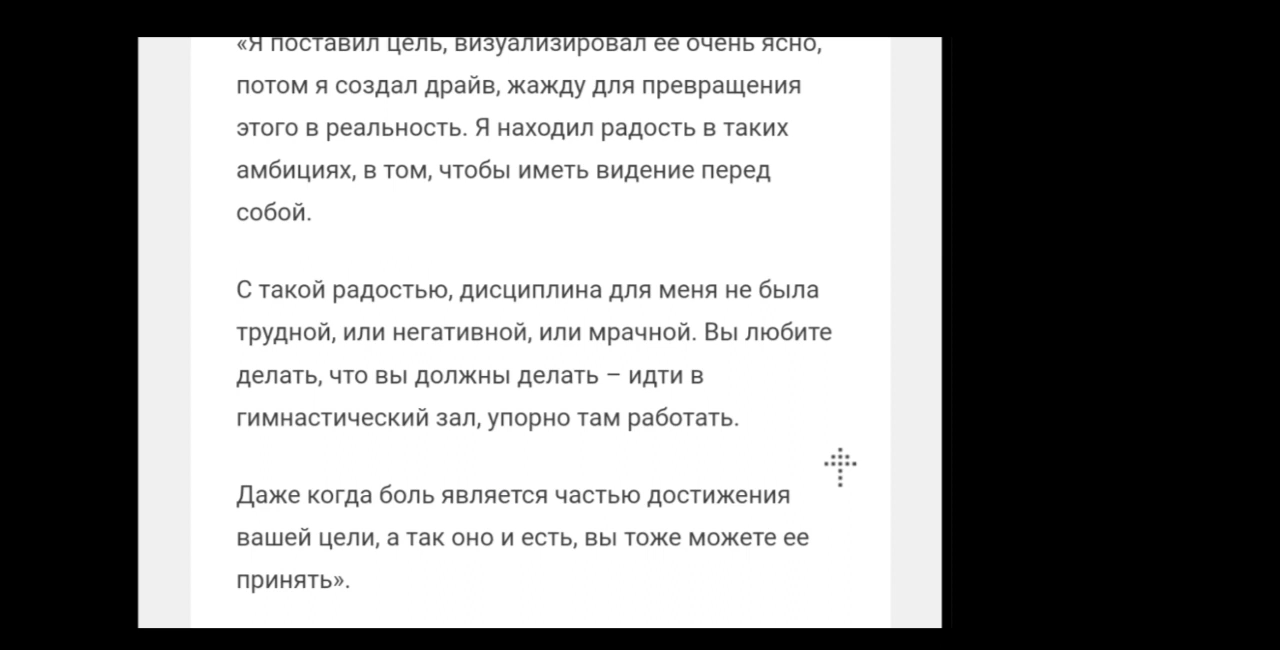 «Я поставил цель, визуализировал ее очень ясно,
потом я создал драйв, жажду для превращения
этого в реальность. Я находил радость в таких
амбициях, в том, чтобы иметь видение перед
собой.
С такой радостью, дисциплина для меня не была
трудной, или негативной, или мрачной. Вы любите
делать, что вы должны делать – идти в
гимнастический зал, упорно там работать.
Даже когда боль является частью достижения
вашей цели, а так оно и есть, вы тоже можете ее
принять».